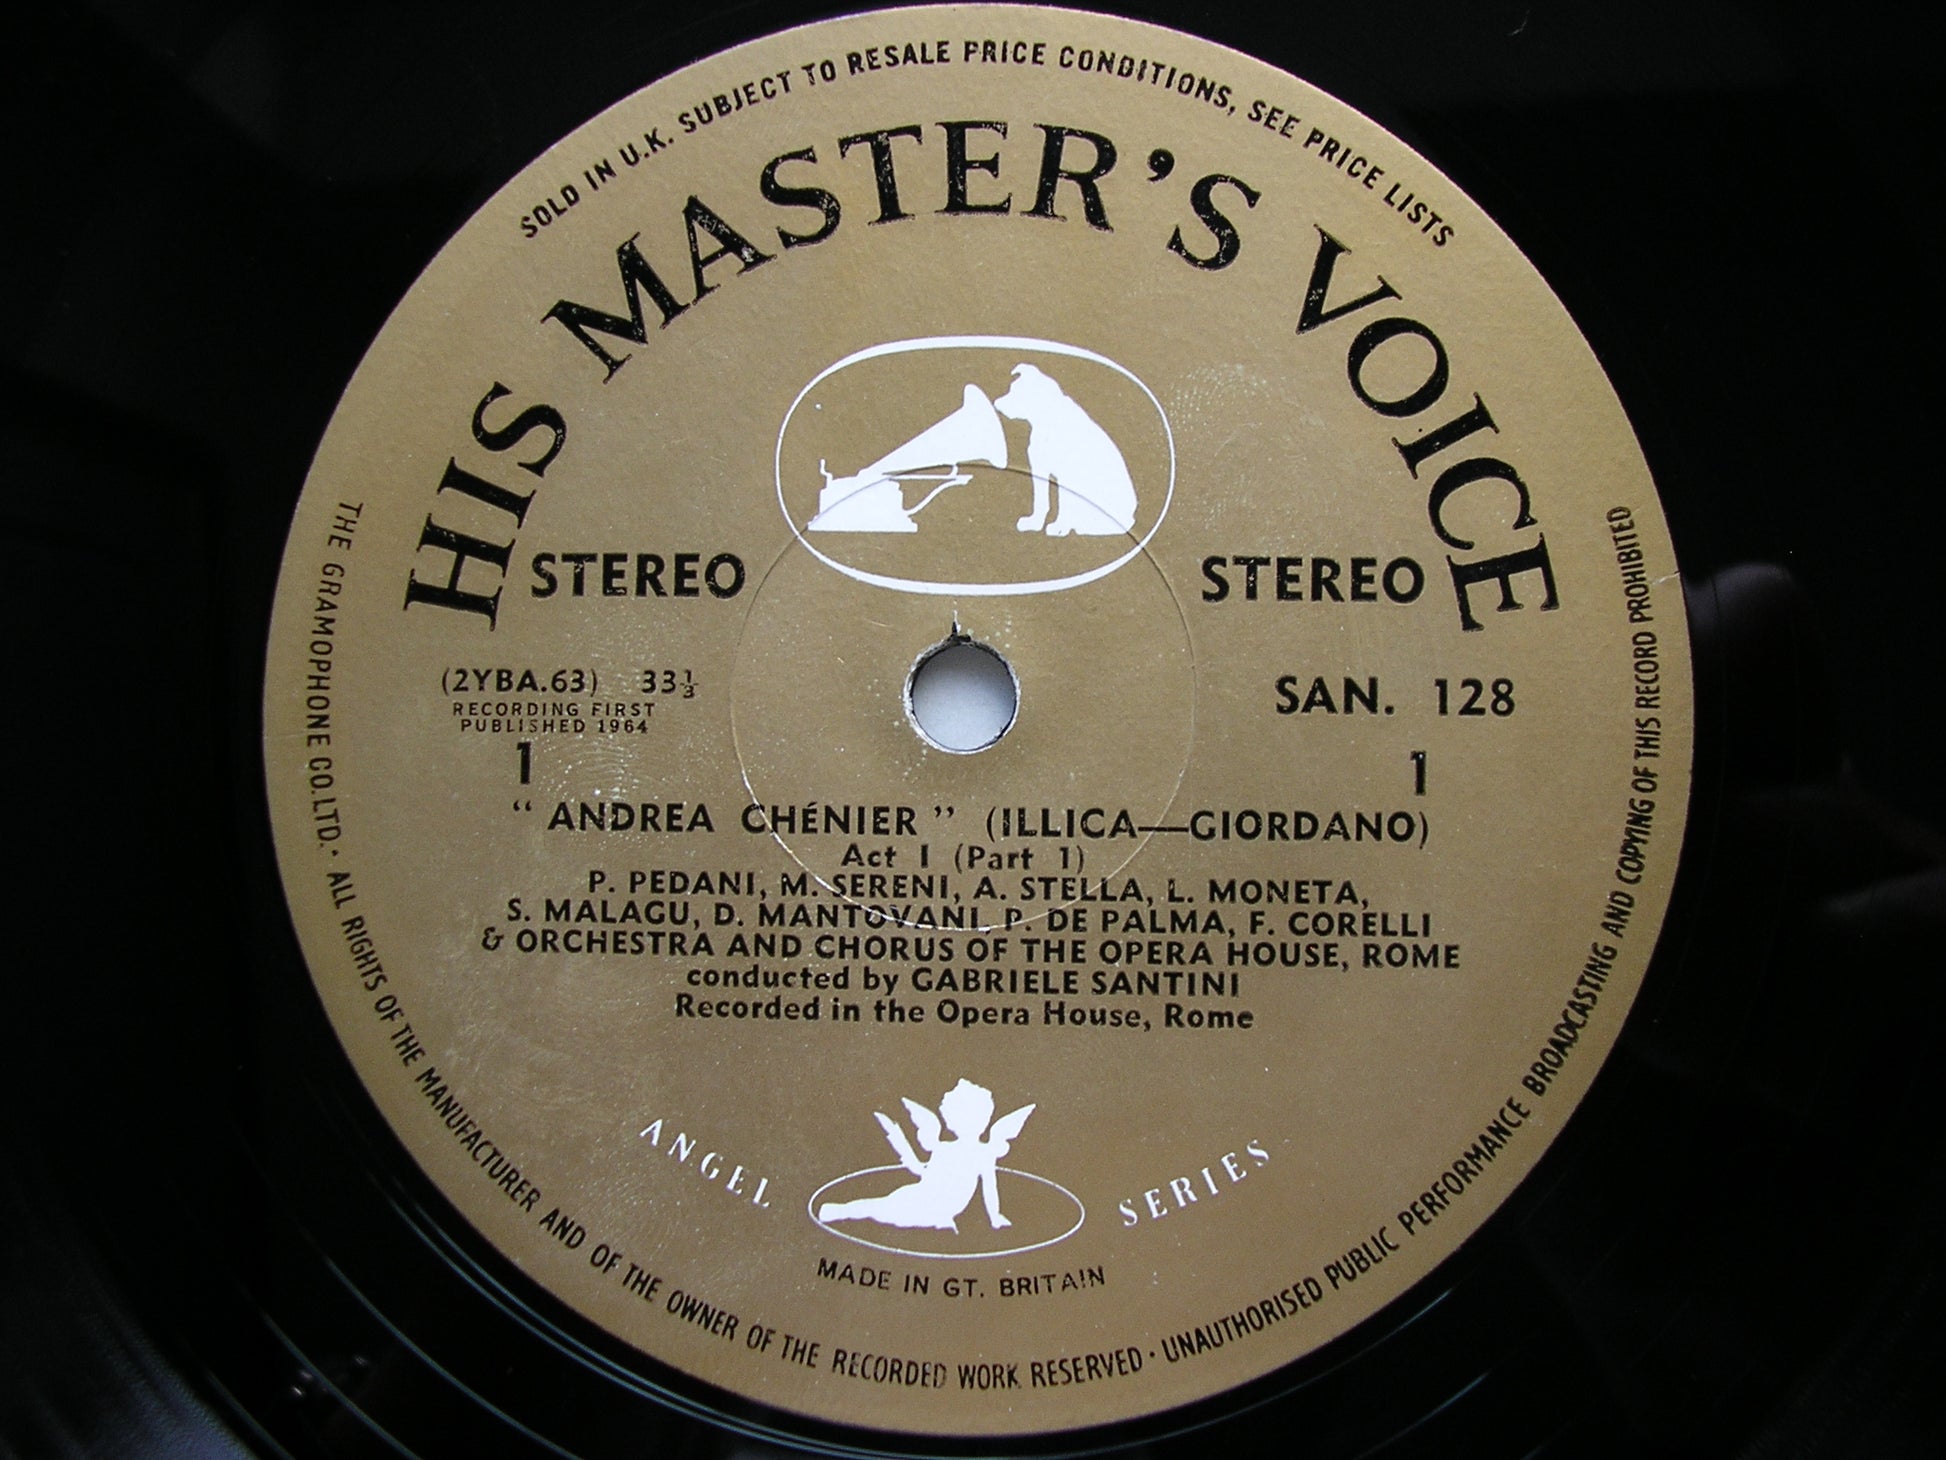 SOLD IN U.K. SUBJECT TO RESALE PRICE CONDITIONS, SEE PRICE LISTS
HIS MASTER'S VOICE
STEREO STEREO
(2YBA.63) 33⅓
SAN. 128
RECORDING FIRST
PUBLISHED 1964
1 1
“ ANDREA CHÉNIER ” (ILLICA—GIORDANO)
Act I (Part 1)
P. PEDANI, M. SERENI, A. STELLA, L. MONETA,
S. MALAGU, D. MANTOVANI, P. DE PALMA, F. CORELLI
& ORCHESTRA AND CHORUS OF THE OPERA HOUSE, ROME
conducted by GABRIELE SANTINI
Recorded in the Opera House, Rome
ANGEL SERIES
MADE IN GT. BRITAIN
THE GRAMOPHONE CO. LTD. · ALL RIGHTS OF THE MANUFACTURER AND OF THE OWNER OF THE RECORDED WORK RESERVED · UNAUTHORISED PUBLIC PERFORMANCE BROADCASTING AND COPYING OF THIS RECORD PROHIBITED